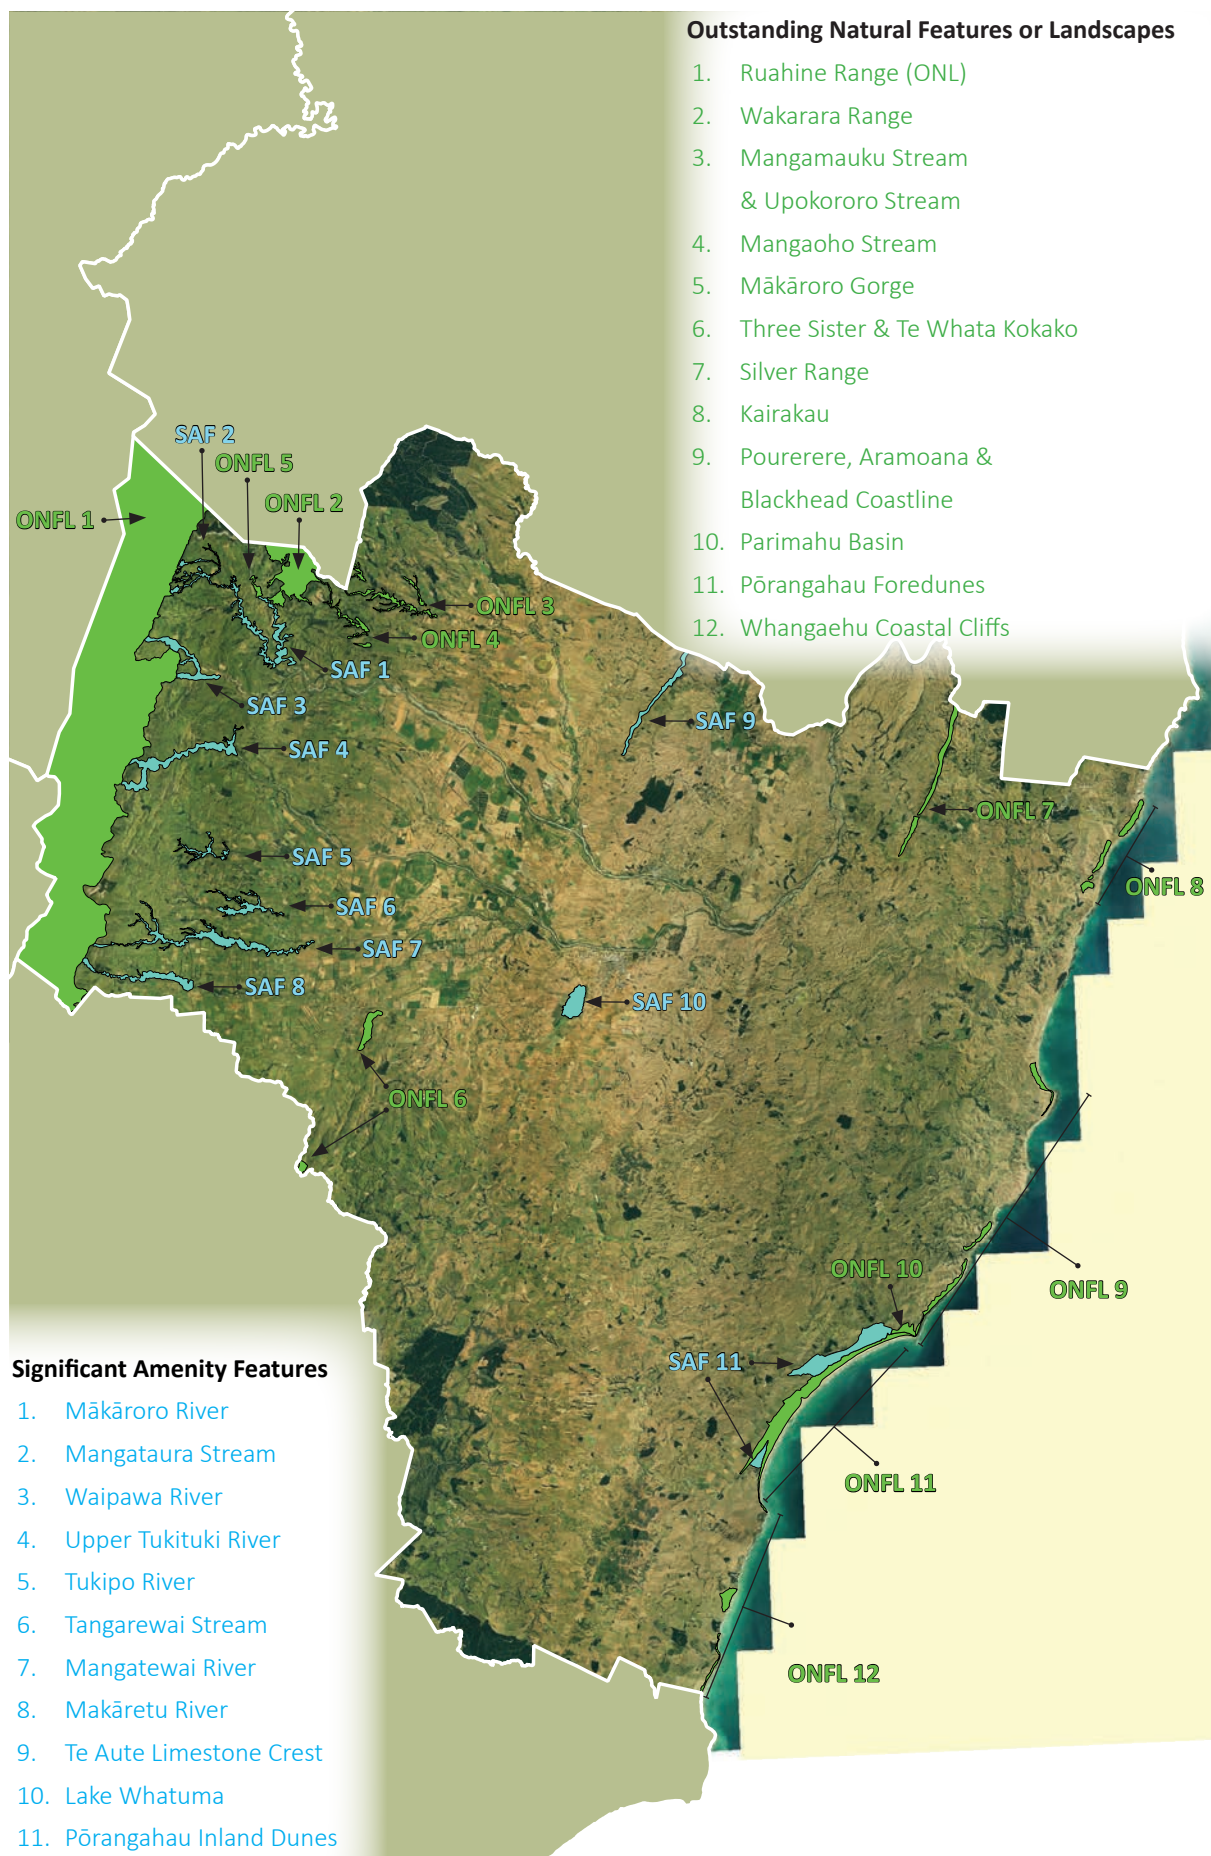 Outstanding Natural Features or Landscapes
1. Ruahine Range (ONL)
2. Wakarara Range
3. Mangamauku Stream
& Upokororo Stream
4. Mangaoho Stream
5. Mākāroro Gorge
6. Three Sister & Te Whata Kokako
7. Silver Range
8. Kairakau
9. Pourerere, Aramoana &
Blackhead Coastline
10. Parimahu Basin
11. Pōrangahau Foredunes
12. Whangaehu Coastal Cliffs
SAF 2
ONFL 5
ONFL 2
ONFL 1
ONFL 3
ONFL 4
SAF 1
SAF 3
SAF 9
SAF 4
ONFL 7
SAF 5
ONFL 8
SAF 6
SAF 7
SAF 8
SAF 10
ONFL 6
ONFL 10
ONFL 9
SAF 11
ONFL 11
ONFL 12
Significant Amenity Features
1. Mākāroro River
2. Mangataura Stream
3. Waipawa River
4. Upper Tukituki River
5. Tukipo River
6. Tangarewai Stream
7. Mangatewai River
8. Makāretu River
9. Te Aute Limestone Crest
10. Lake Whatuma
11. Pōrangahau Inland Dunes